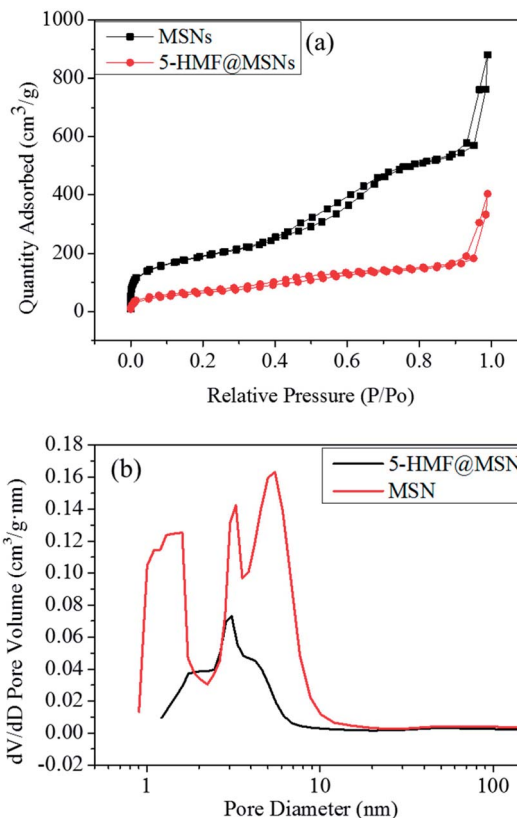 1000
800
600
400
200
0
Quantity Adsorbed (cm³/g)
MSNs
5-HMF@MSNs
(a)
0.0 0.2 0.4 0.6 0.8 1.0
Relative Pressure (P/Po)
0.18
0.16
0.14
0.12
0.10
0.08
0.06
0.04
0.02
0.00
-0.02
dV/dD Pore Volume (cm³/g·nm)
(b)
5-HMF@MSN
MSN
1 10 100
Pore Diameter (nm)